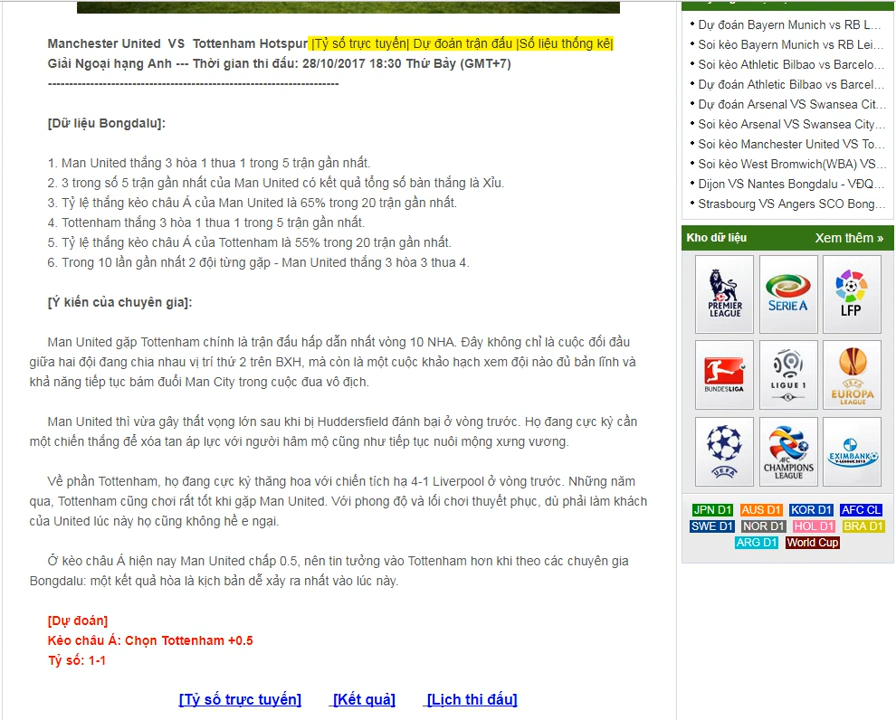 Manchester United VS Tottenham Hotspur |Tỷ số trực tuyến| Dự đoán trận đấu |Số liệu thống kê|
Giải Ngoại hạng Anh --- Thời gian thi đấu: 28/10/2017 18:30 Thứ Bảy (GMT+7)
--------------------------------------------------------------------
[Dữ liệu Bongdalu]:
1. Man United thắng 3 hòa 1 thua 1 trong 5 trận gần nhất.
2. 3 trong số 5 trận gần nhất của Man United có kết quả tổng số bàn thắng là Xỉu.
3. Tỷ lệ thắng kèo châu Á của Man United là 65% trong 20 trận gần nhất.
4. Tottenham thắng 3 hòa 1 thua 1 trong 5 trận gần nhất.
5. Tỷ lệ thắng kèo châu Á của Tottenham là 55% trong 20 trận gần nhất.
6. Trong 10 lần gần nhất 2 đội từng gặp - Man United thắng 3 hòa 3 thua 4.
[Ý kiến của chuyên gia]:
Man United gặp Tottenham chính là trận đấu hấp dẫn nhất vòng 10 NHA. Đây không chỉ là cuộc đối đầu
giữa hai đội đang chia nhau vị trí thứ 2 trên BXH, mà còn là một cuộc khảo hạch xem đội nào đủ bản lĩnh và
khả năng tiếp tục bám đuổi Man City trong cuộc đua vô địch.
Man United thì vừa gây thất vọng lớn sau khi bị Huddersfield đánh bại ở vòng trước. Họ đang cực kỳ cần
một chiến thắng để xóa tan áp lực với người hâm mộ cũng như tiếp tục nuôi mộng xưng vương.
Về phần Tottenham, họ đang cực kỳ thăng hoa với chiến tích hạ 4-1 Liverpool ở vòng trước. Những năm
qua, Tottenham cũng chơi rất tốt khi gặp Man United. Với phong độ và lối chơi thuyết phục, dù phải làm khách
của United lúc này họ cũng không hề e ngại.
Ở kèo châu Á hiện nay Man United chấp 0.5, nên tin tưởng vào Tottenham hơn khi theo các chuyên gia
Bongdalu: một kết quả hòa là kịch bản dễ xảy ra nhất vào lúc này.
[Dự đoán]
Kèo châu Á: Chọn Tottenham +0.5
Tỷ số: 1-1
[Tỷ số trực tuyến] [Kết quả] [Lịch thi đấu]
Dự đoán Bayern Munich vs RB L...
Soi kèo Bayern Munich vs RB Lei...
Soi kèo Athletic Bilbao vs Barcelo...
Dự đoán Athletic Bilbao vs Barcel...
Dự đoán Arsenal VS Swansea Cit...
Soi kèo Arsenal VS Swansea City...
Soi kèo Manchester United VS To...
Soi kèo West Bromwich(WBA) VS...
Dijon VS Nantes Bongdalu - VĐQ...
Strasbourg VS Angers SCO Bong...
Kho dữ liệu Xem thêm »
PREMIER LEAGUE
SERIE A
LFP
BUNDESLIGA
LIGUE 1
UEFA EUROPA LEAGUE
UEFA
AFC CHAMPIONS LEAGUE
EXIMBANK
V-LEAGUE 2012
JPN D1 AUS D1 KOR D1 AFC CL
SWE D1 NOR D1 HOL D1 BRA D1
ARG D1 World Cup